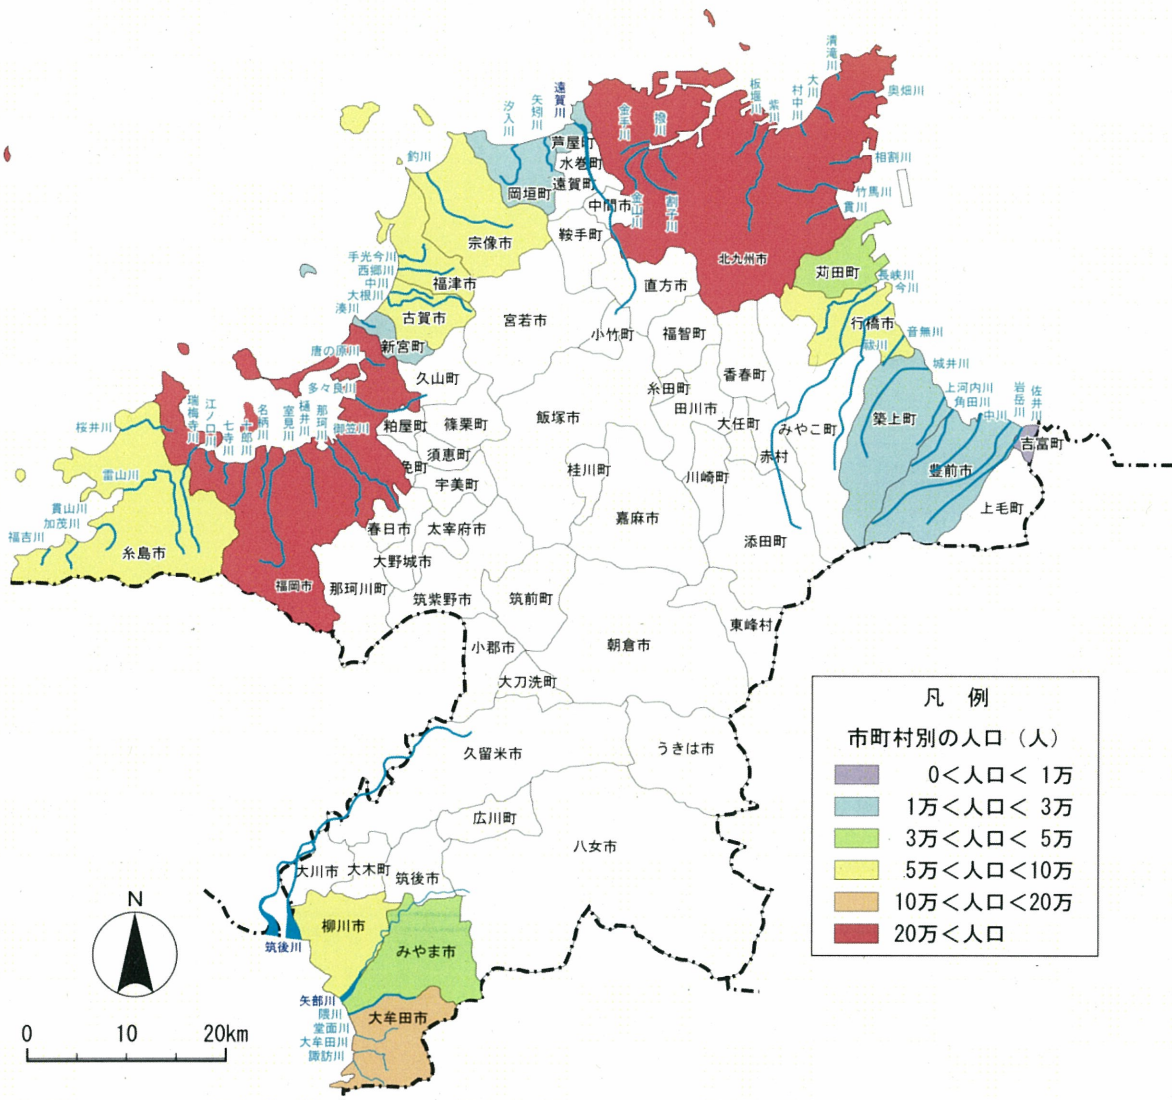 清滝川
大川
村中川
紫川
板堰川
奥畑川
相割川
竹馬川
貫川
遠賀川
矢矧川
汐入川
金手川
撥川
金山川
割子川
芦屋町
水巻町
遠賀町
中間市
岡垣町
鞍手町
釣川
宗像市
北九州市
苅田町
長峡川
今川
行橋市
祓川
音無川
城井川
上河内川
角田川
中川
岩岳川
佐井川
吉富町
手光今川
西郷川
中川
大根川
湊川
福津市
古賀市
新宮町
唐の原川
多々良川
久山町
宮若市
直方市
小竹町
福智町
香春町
糸田町
田川市
大任町
みやこ町
赤村
築上町
豊前市
上毛町
桜井川
瑞梅寺川
江ノ口川
七寺川
十郎川
名柄川
室見川
樋井川
那珂川
御笠川
粕屋町
篠栗町
須恵町
免町
宇美町
飯塚市
桂川町
川崎町
嘉麻市
添田町
雷山川
貫山川
加茂川
福吉川
糸島市
福岡市
春日市
太宰府市
大野城市
那珂川町
筑紫野市
筑前町
東峰村
小郡市
朝倉市
大刀洗町
久留米市
うきは市
広川町
八女市
大川市
大木町
筑後市
柳川市
みやま市
筑後川
矢部川
隈川
堂面川
大牟田川
諏訪川
大牟田市
凡 例
市町村別の人口（人）
0＜人口＜ 1万
1万＜人口＜ 3万
3万＜人口＜ 5万
5万＜人口＜10万
10万＜人口＜20万
20万＜人口
N
0 10 20km